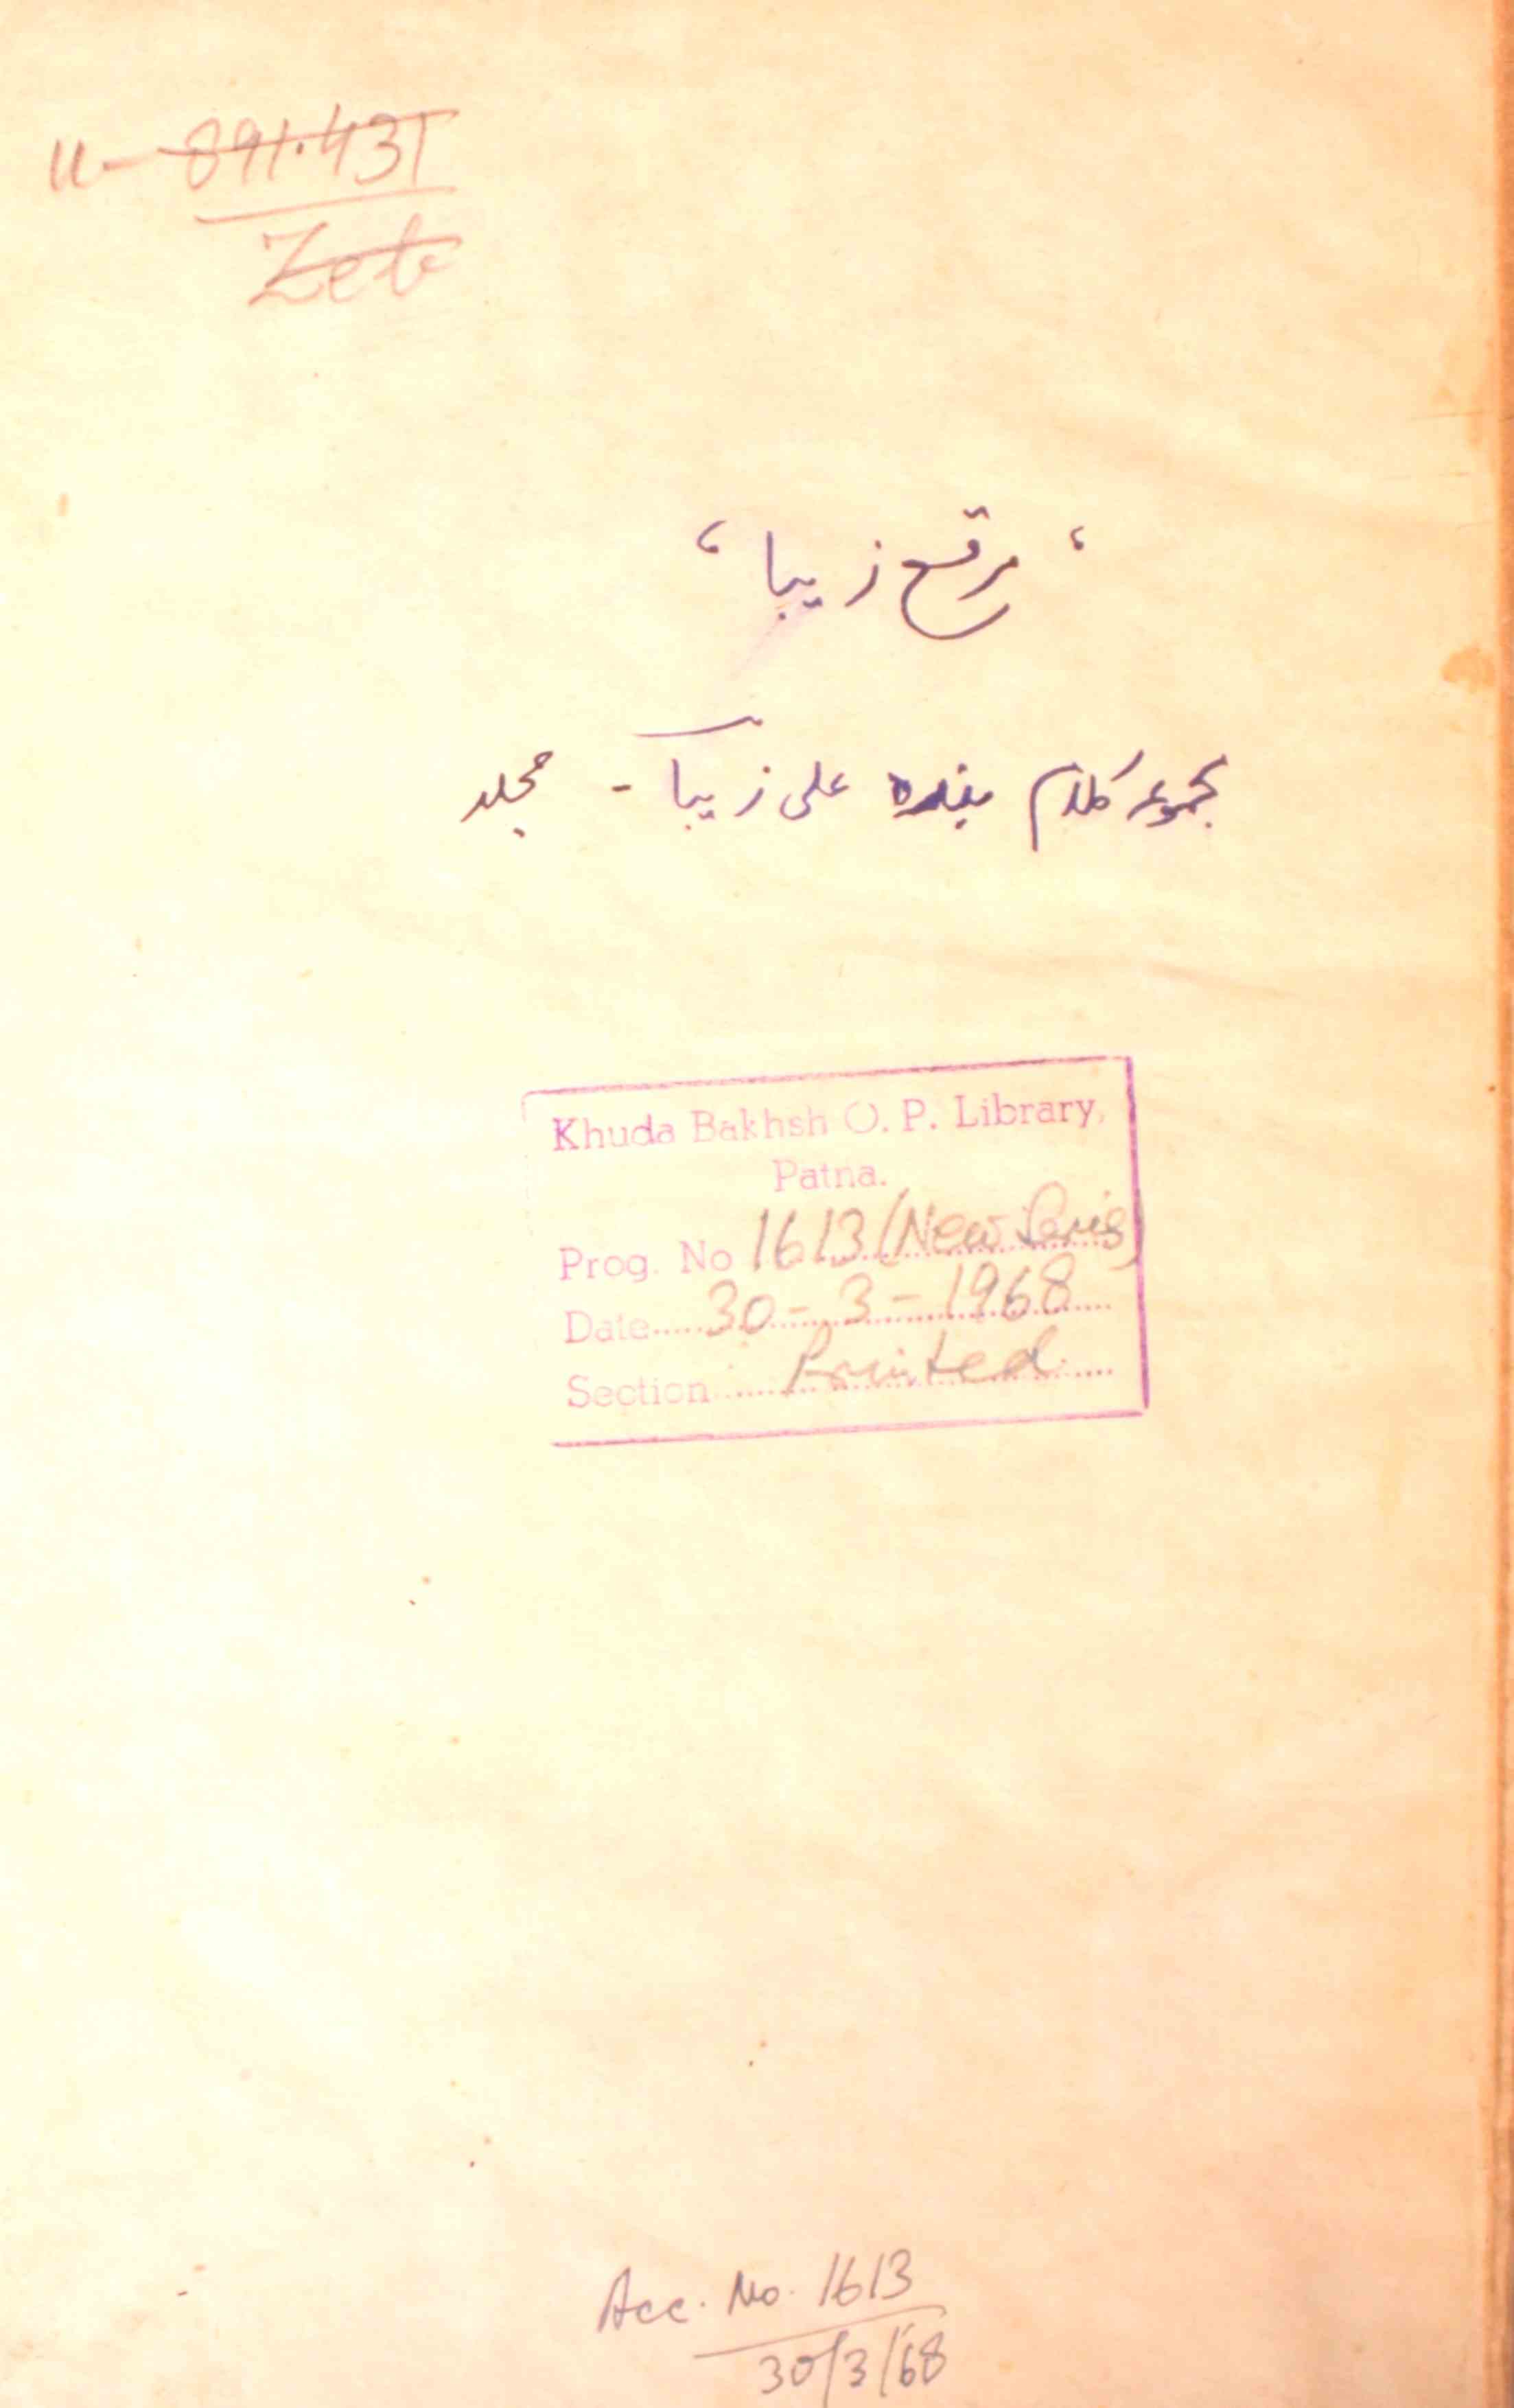 U-891.431
Zeb
‘مرقع زیبا‘
مجموعہ کلام بندہ علی زیبا - مجلد
Khuda Bakhsh O. P. Library,
Patna.
Prog. No 1613 (New Series)
Date 30-3-1968
Section Printed
Acc. No. 1613
30/3/68